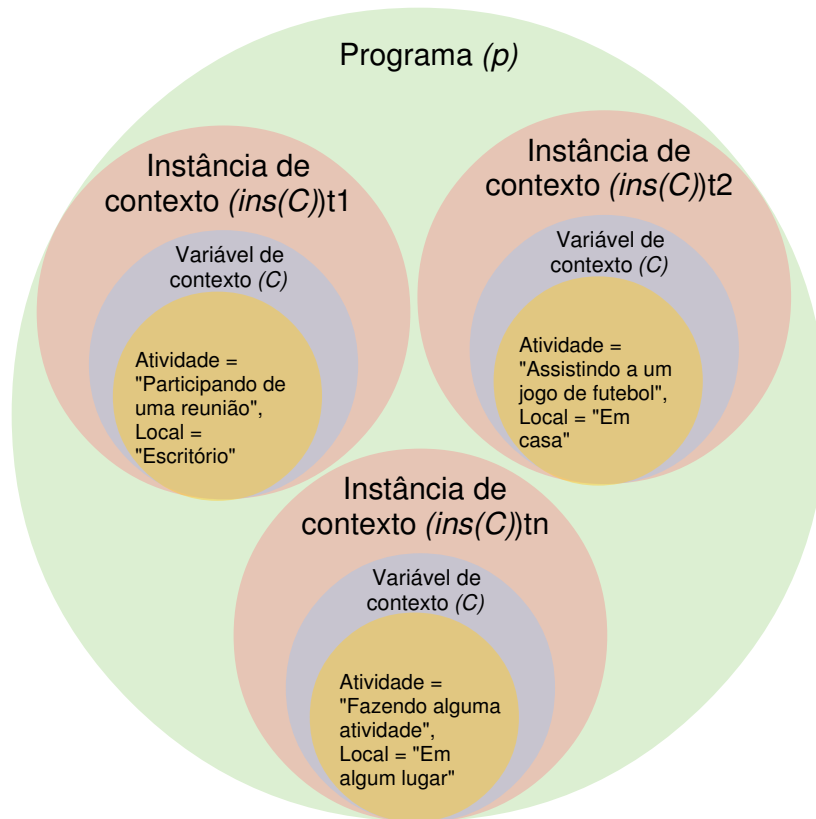 Programa (p)
Instância de
contexto (ins(C))t1
Variável de
contexto (C)
Atividade =
"Participando de
uma reunião",
Local =
"Escritório"
Instância de
contexto (ins(C))t2
Variável de
contexto (C)
Atividade =
"Assistindo a um
jogo de futebol",
Local = "Em
casa"
Instância de
contexto (ins(C))tn
Variável de
contexto (C)
Atividade =
"Fazendo alguma
atividade",
Local = "Em
algum lugar"